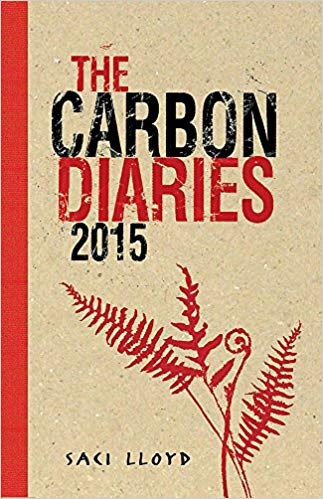 THE
CARBON
DIARIES
2015
SACI LLOYD